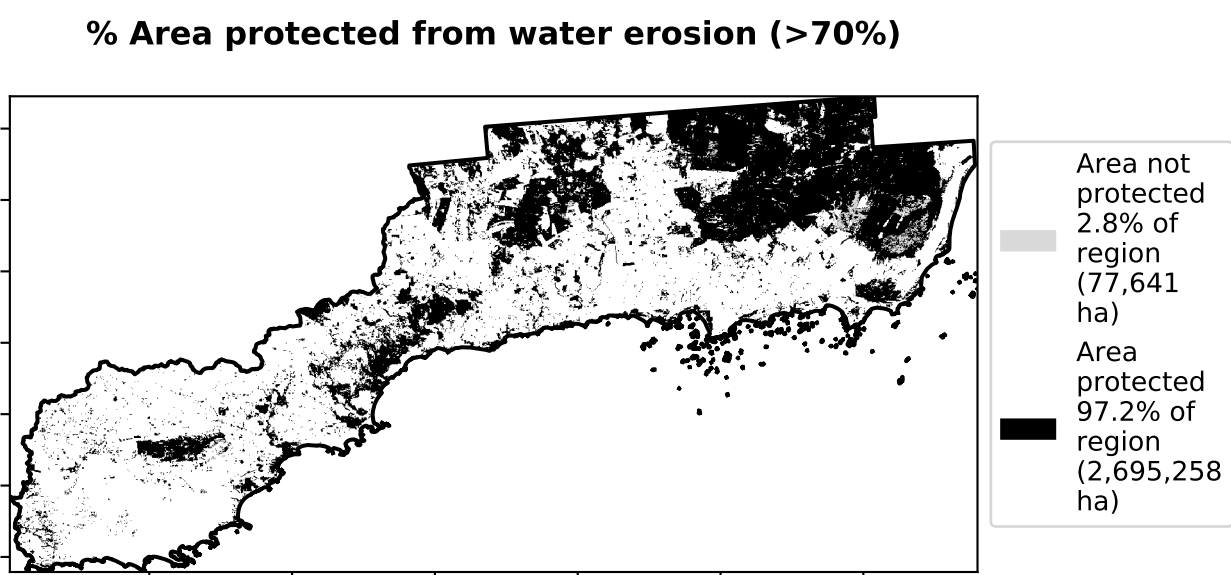 % Area protected from water erosion (>70%)
Area not
protected
2.8% of
region
(77,641
ha)
Area
protected
97.2% of
region
(2,695,258
ha)